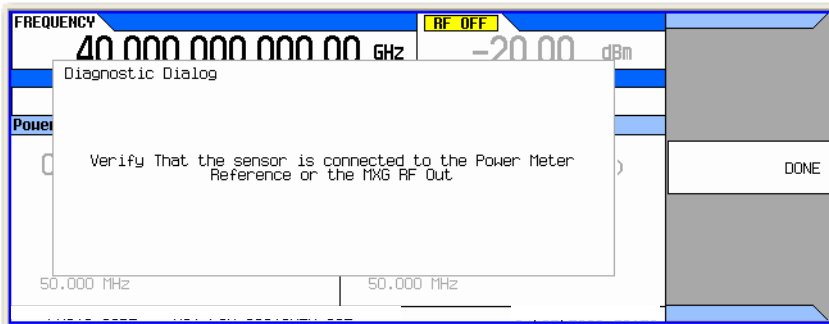 FREQUENCY
RF OFF
40.000 000 000 00 GHz
-20.00 dBm
Diagnostic Dialog
Verify That the sensor is connected to the Power Meter
Reference or the MXG RF Out
DONE
50.000 MHz
50.000 MHz